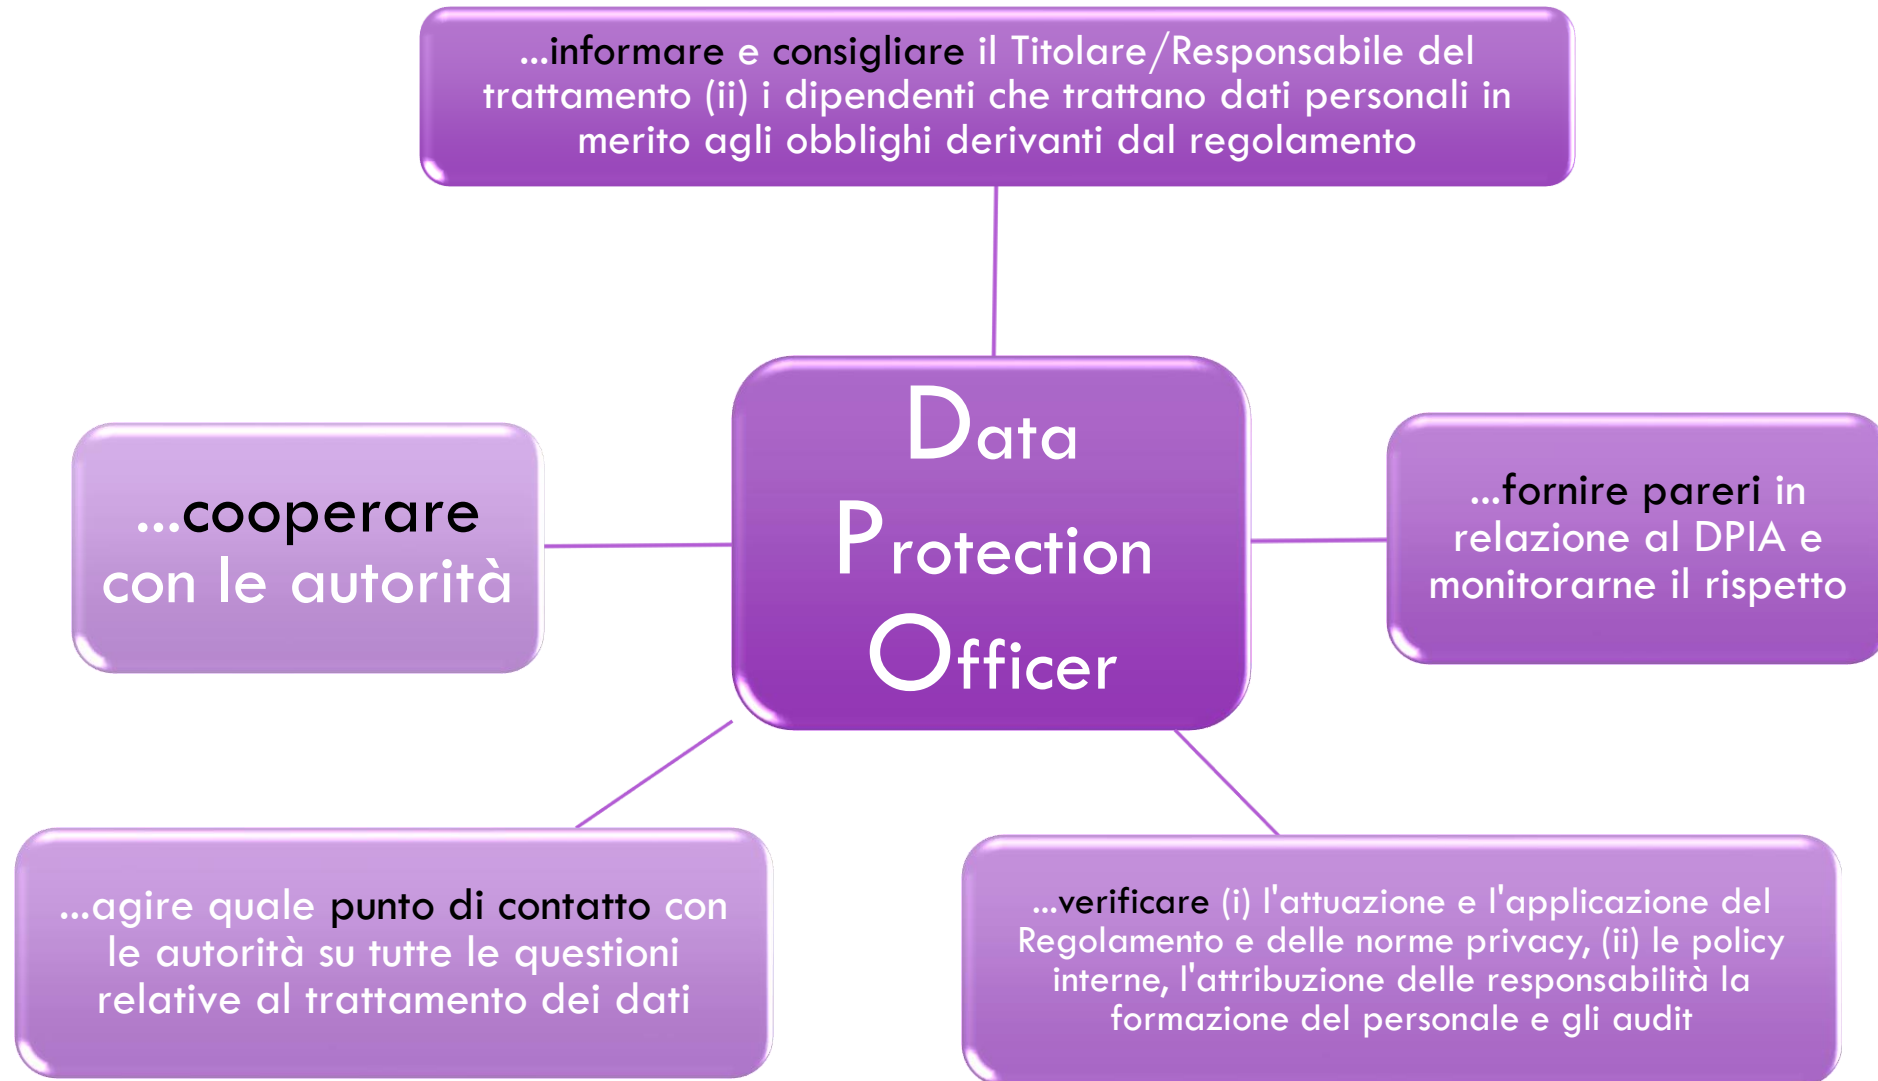 ...informare e consigliare il Titolare/Responsabile del
trattamento (ii) i dipendenti che trattano dati personali in
merito agli obblighi derivanti dal regolamento
Data
Protection
Officer
...cooperare
con le autorità
...fornire pareri in
relazione al DPIA e
monitorarne il rispetto
...agire quale punto di contatto con
le autorità su tutte le questioni
relative al trattamento dei dati
...verificare (i) l'attuazione e l'applicazione del
Regolamento e delle norme privacy, (ii) le policy
interne, l'attribuzione delle responsabilità la
formazione del personale e gli audit